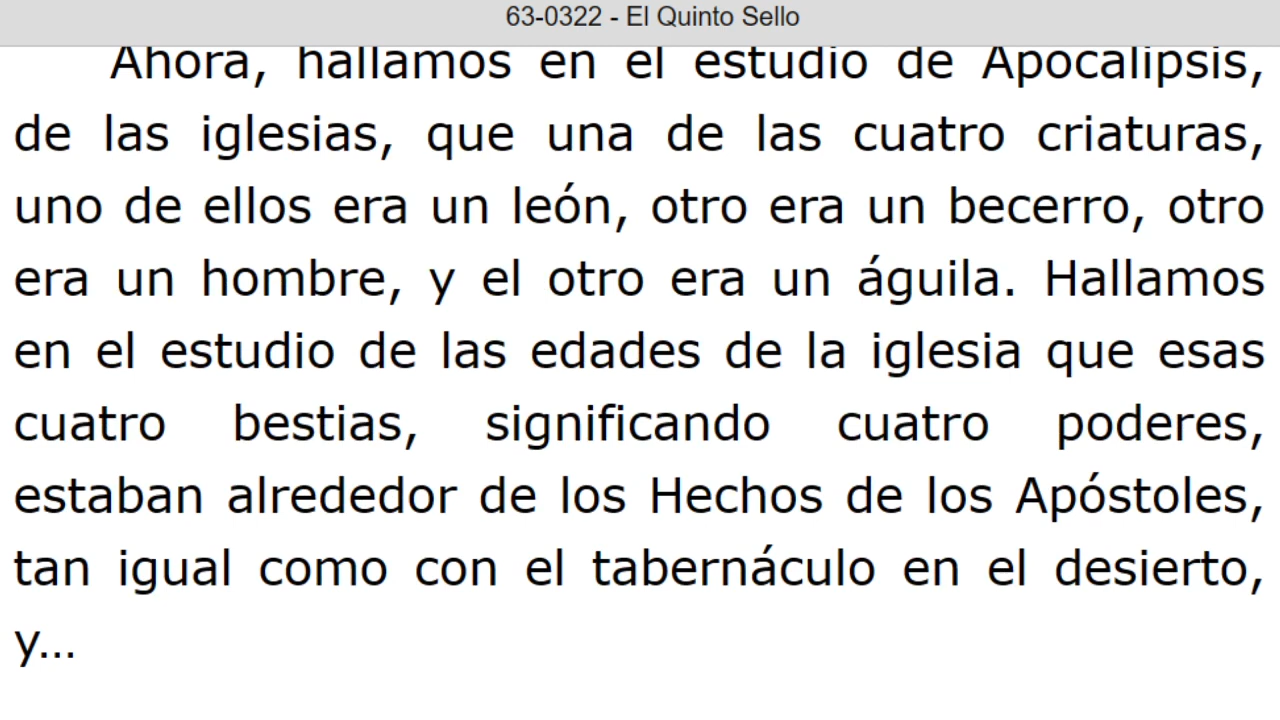 63-0322 - El Quinto Sello
Ahora, hallamos en el estudio de Apocalipsis,
de las iglesias, que una de las cuatro criaturas,
uno de ellos era un león, otro era un becerro, otro
era un hombre, y el otro era un águila. Hallamos
en el estudio de las edades de la iglesia que esas
cuatro bestias, significando cuatro poderes,
estaban alrededor de los Hechos de los Apóstoles,
tan igual como con el tabernáculo en el desierto,
y...